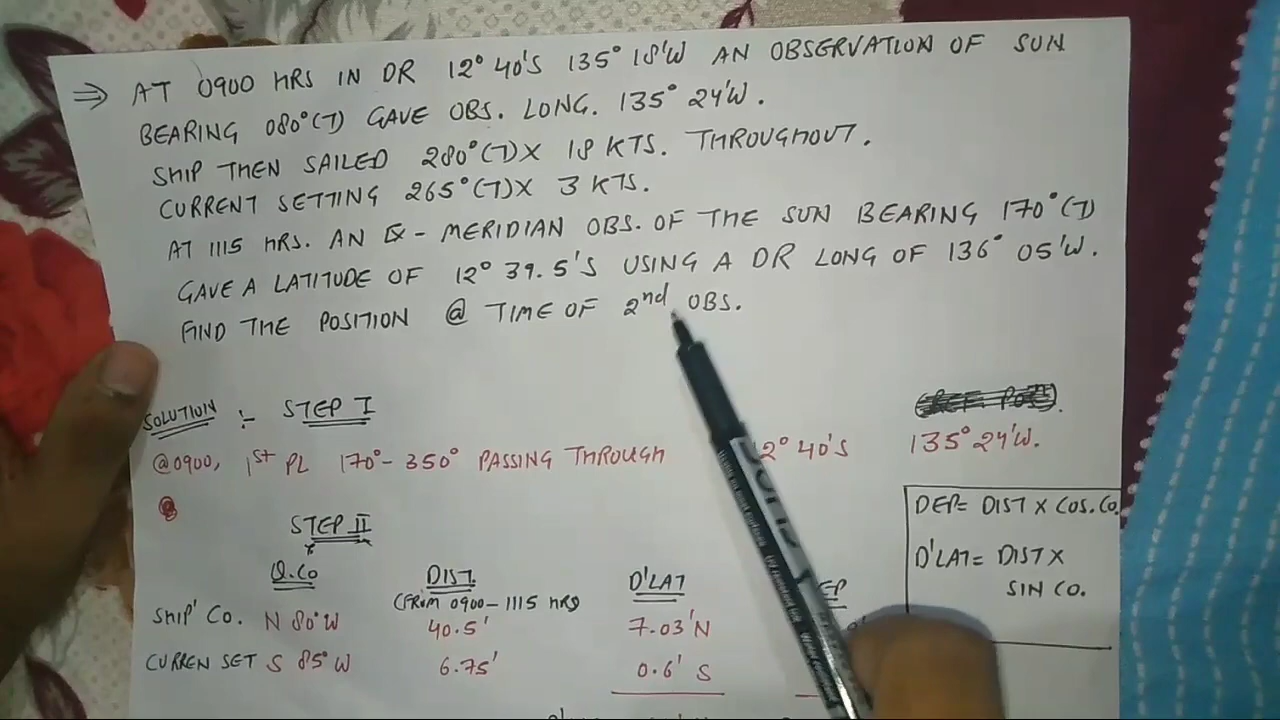 ⇒ AT 0900 HRS IN DR 12° 40'S 135° 18'W AN OBSERVATION OF SUN
BEARING 080°(T) GAVE OBS. LONG. 135° 24'W.
SHIP THEN SAILED 280°(T)X 18 KTS. THROUGHOUT.
CURRENT SETTING 265°(T)X 3 KTS.
AT 1115 HRS. AN EX-MERIDIAN OBS. OF THE SUN BEARING 170°(T)
GAVE A LATITUDE OF 12° 39.5'S USING A DR LONG OF 136° 05'W.
FIND THE POSITION @ TIME OF 2nd OBS.
SOLUTION :- STEP I
@0900, 1ST PL 170°-350° PASSING THROUGH 2° 40'S 135° 24'W.
STEP II
DEP= DIST X COS.CO.
D'LAT= DIST X
SIN CO.
Q.CO DIST. D'LAT EP
(FROM 0900-1115 HRS)
SHIP' CO. N 80°W 40.5' 7.03'N
CURREN SET S 85°W 6.75' 0.6' S